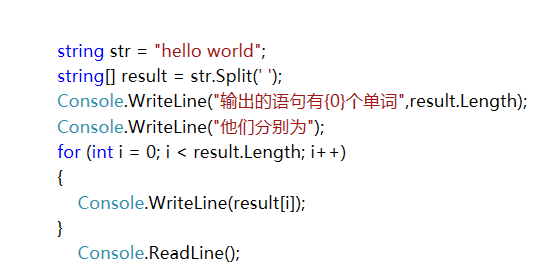 string str = "hello world";
string[] result = str.Split(' ');
Console.WriteLine("输出的语句有{0}个单词",result.Length);
Console.WriteLine("他们分别为");
for (int i = 0; i < result.Length; i++)
{
Console.WriteLine(result[i]);
}
Console.ReadLine();